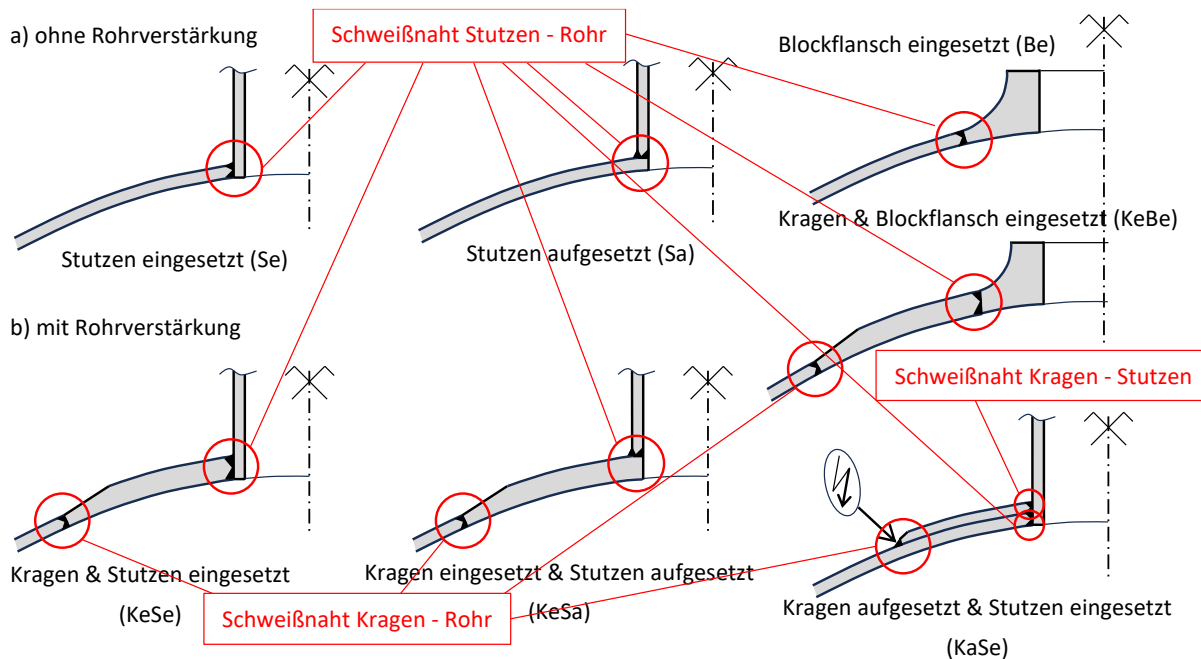 a) ohne Rohrverstärkung
Schweißnaht Stutzen - Rohr
Blockflansch eingesetzt (Be)
Stutzen eingesetzt (Se)
Stutzen aufgesetzt (Sa)
Kragen & Blockflansch eingesetzt (KeBe)
b) mit Rohrverstärkung
Schweißnaht Kragen - Stutzen
Kragen & Stutzen eingesetzt
(KeSe)
Kragen eingesetzt & Stutzen aufgesetzt
(KeSa)
Kragen aufgesetzt & Stutzen eingesetzt
(KaSe)
Schweißnaht Kragen - Rohr